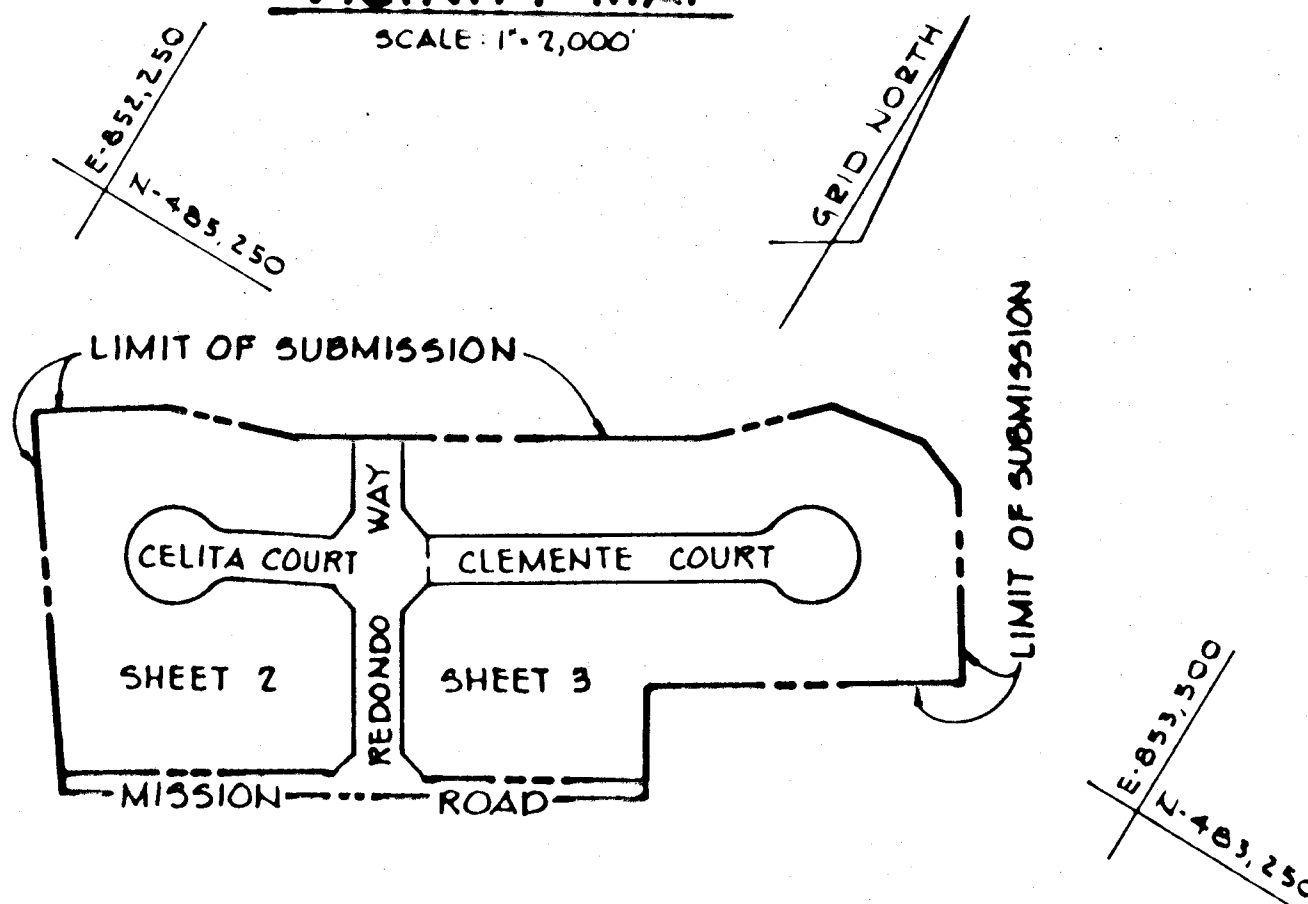 SCALE: 1"=2,000'
E-852,250
N-485,250
GRID NORTH
LIMIT OF SUBMISSION
LIMIT OF SUBMISSION
WAY
CELITA COURT
CLEMENTE COURT
REDONDO
SHEET 2
SHEET 3
MISSION ROAD
E-853,500
N-483,250